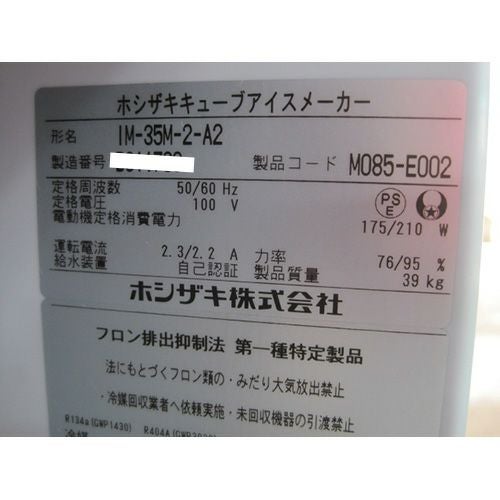 ホシザキキューブアイスメーカー
形名 IM-35M-2-A2
製造番号
製品コード M085-E002
定格周波数 50/60 Hz
定格電圧 100 V
電動機定格消費電力 175/210 W
PSE
運転電流 2.3/2.2 A 力率 76/95 %
給水装置 自己認証 製品質量 39 kg
ホシザキ株式会社
フロン排出抑制法 第一種特定製品
法にもとづくフロン類の・みだり大気放出禁止
・冷媒回収業者へ依頼実施・未回収機器の引渡禁止
R134a(GWP1430) R404A
冷媒